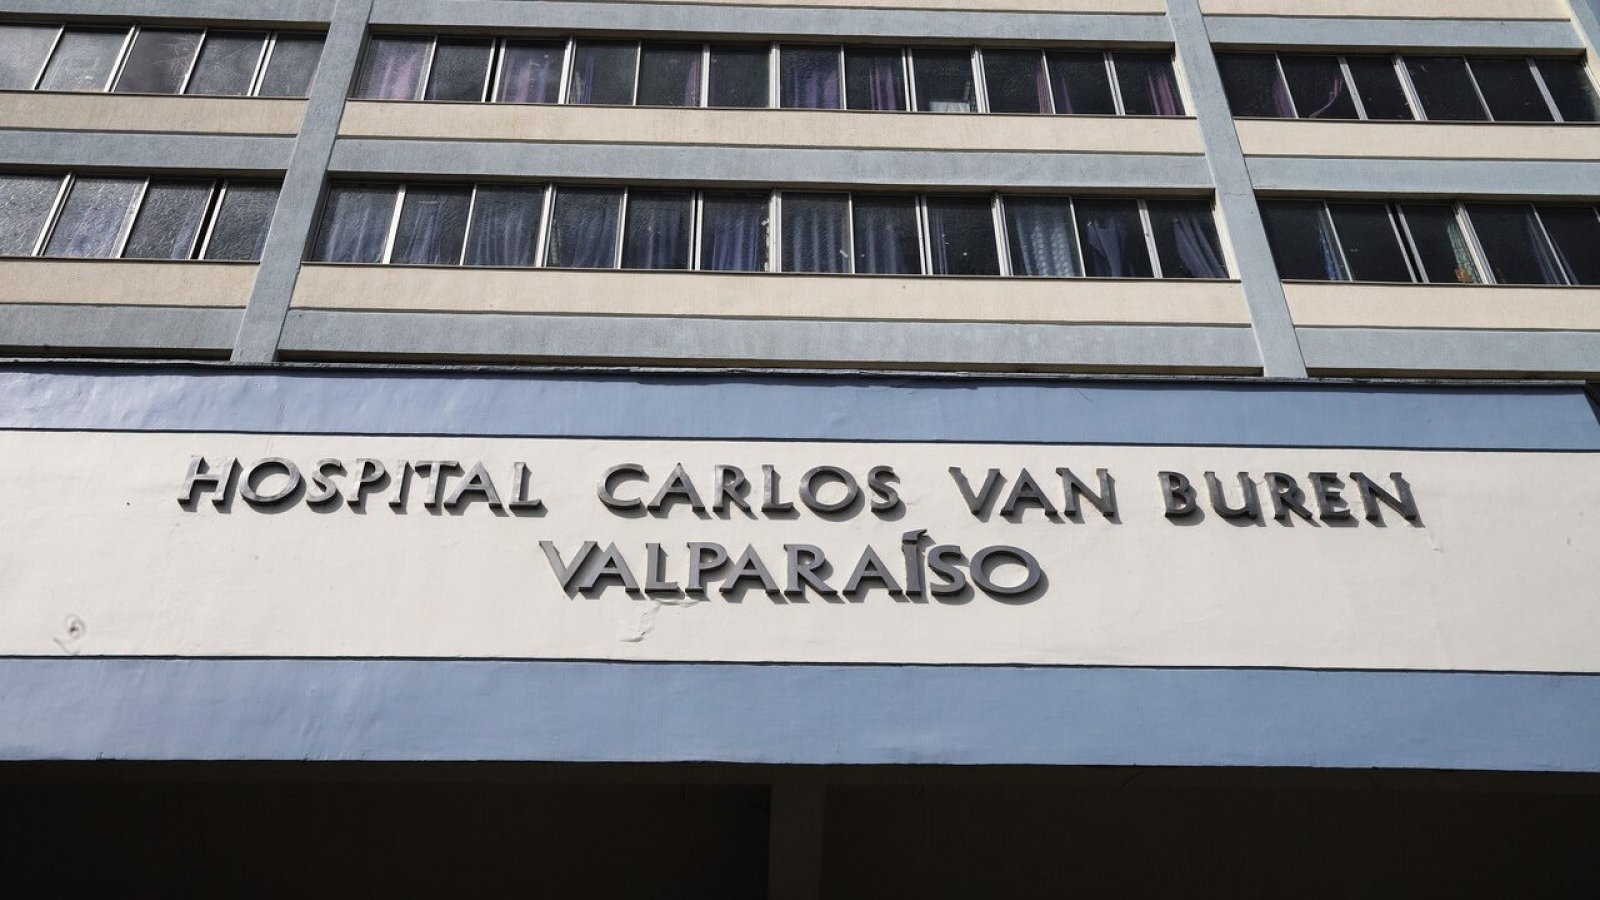 HOSPITAL CARLOS VAN BUREN
VALPARAÍSO